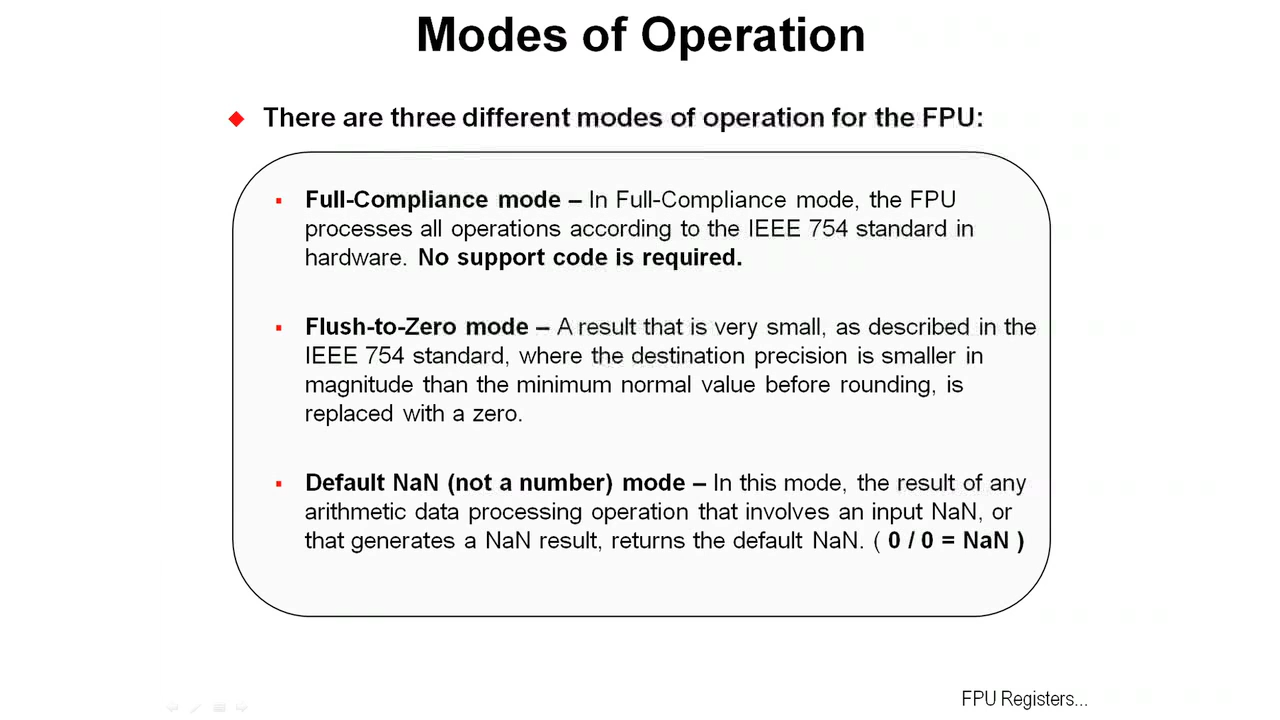 Modes of Operation
There are three different modes of operation for the FPU:
Full-Compliance mode – In Full-Compliance mode, the FPU
processes all operations according to the IEEE 754 standard in
hardware. No support code is required.
Flush-to-Zero mode – A result that is very small, as described in the
IEEE 754 standard, where the destination precision is smaller in
magnitude than the minimum normal value before rounding, is
replaced with a zero.
Default NaN (not a number) mode – In this mode, the result of any
arithmetic data processing operation that involves an input NaN, or
that generates a NaN result, returns the default NaN. ( 0 / 0 = NaN )
FPU Registers...